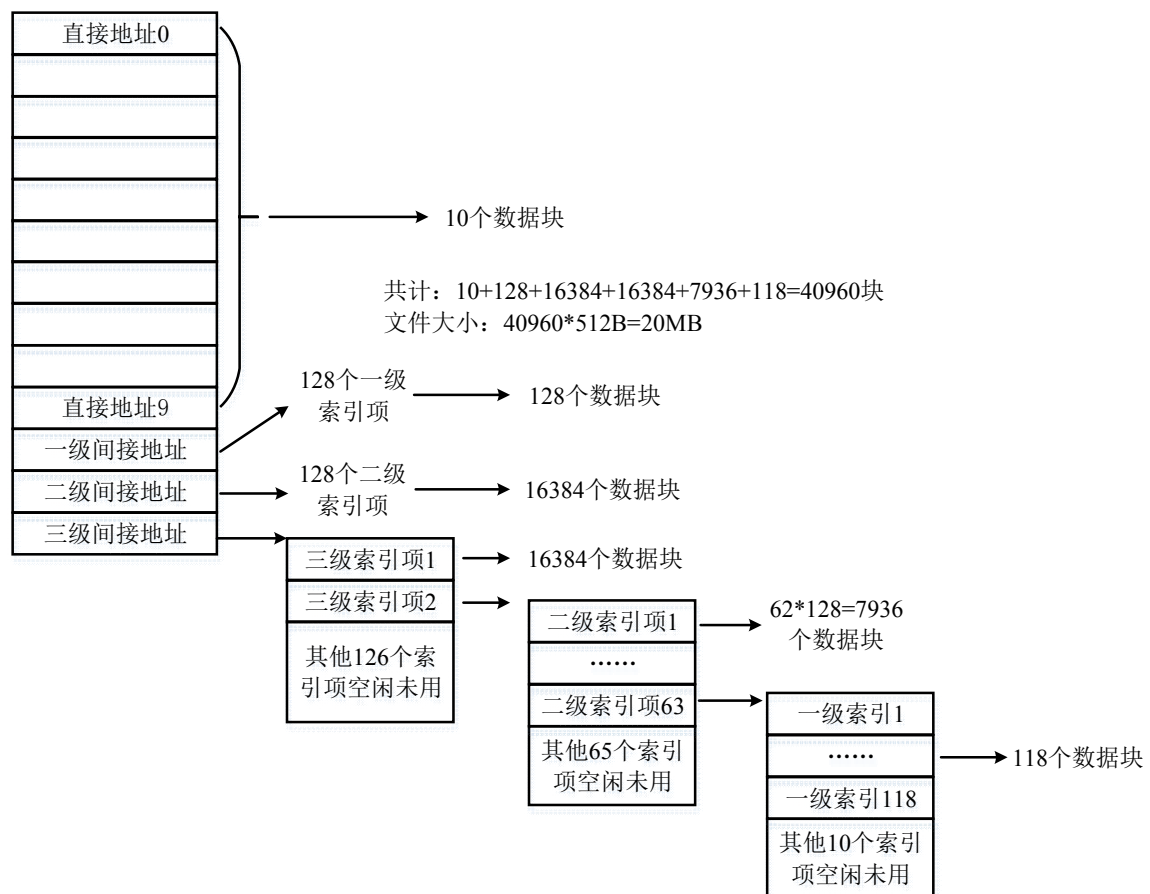 直接地址0
10个数据块
共计：10+128+16384+16384+7936+118=40960块
文件大小：40960*512B=20MB
直接地址9
一级间接地址
二级间接地址
三级间接地址
128个一级
索引项
128个数据块
128个二级
索引项
16384个数据块
三级索引项1
三级索引项2
其他126个索
引项空闲未用
16384个数据块
二级索引项1
……
二级索引项63
其他65个索引
项空闲未用
62*128=7936
个数据块
一级索引1
……
一级索引118
其他10个索引
项空闲未用
118个数据块